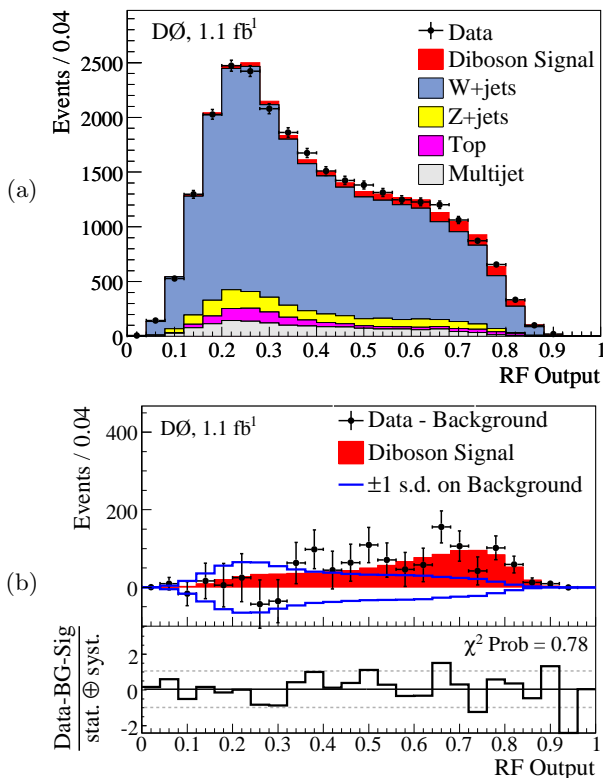 (a)
DØ, 1.1 fb⁻¹
Events / 0.04
2500
2000
1500
1000
500
0
Data
Diboson Signal
W+jets
Z+jets
Top
Multijet
0 0.1 0.2 0.3 0.4 0.5 0.6 0.7 0.8 0.9 1
RF Output
(b)
DØ, 1.1 fb⁻¹
Events / 0.04
400
200
0
Data - Background
Diboson Signal
±1 s.d. on Background
Data-BG-Sig
stat. ⊕ syst.
χ² Prob = 0.78
2
0
-2
0 0.1 0.2 0.3 0.4 0.5 0.6 0.7 0.8 0.9 1
RF Output